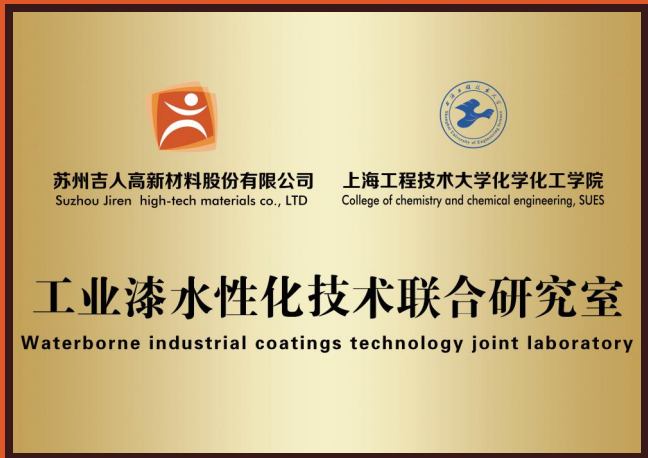 苏州吉人高新材料股份有限公司
Suzhou Jiren high-tech materials co., LTD
上海工程技术大学化学化工学院
College of chemistry and chemical engineering, SUES
工业漆水性化技术联合研究室
Waterborne industrial coatings technology joint laboratory